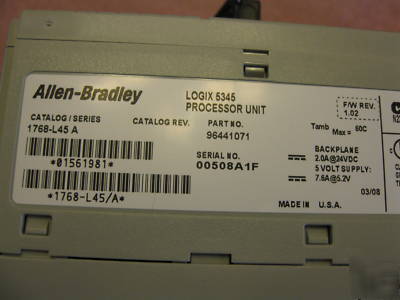 Allen-Bradley
LOGIX 5345
PROCESSOR UNIT
F/W REV.
1.02
CATALOG / SERIES
1768-L45 A
CATALOG REV.
PART NO.
96441071
Tamb Max = 60C
*01561981*
SERIAL NO.
00508A1F
BACKPLANE
2.0A@24VDC
5 VOLT SUPPLY:
7.6A@5.2V
*1768-L45/A*
MADE IN U.S.A.
03/08